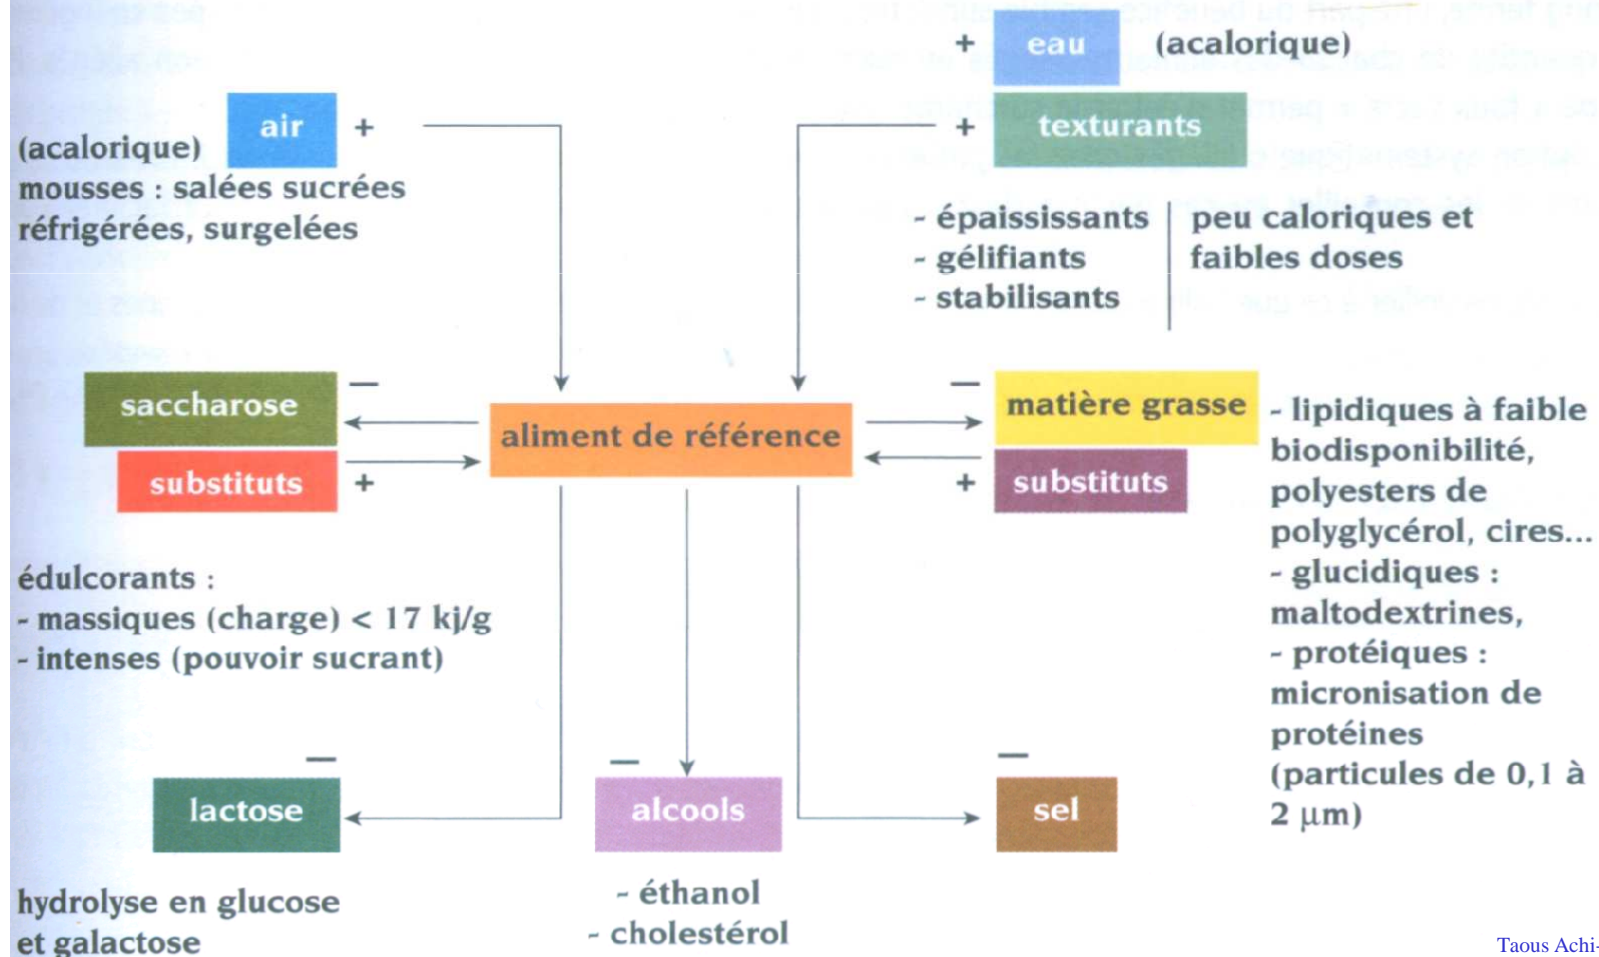 + eau (acalorique)
air +
(acalorique)
mousses : salées sucrées
réfrigérées, surgelées
+ texturants
- épaississants
- gélifiants
- stabilisants
peu caloriques et
faibles doses
saccharose —
substituts +
aliment de référence
— matière grasse
+ substituts
- lipidiques à faible
biodisponibilité,
polyesters de
polyglycérol, cires...
- glucidiques :
maltodextrines,
- protéiques :
micronisation de
protéines
(particules de 0,1 à
2 µm)
édulcorants :
- massiques (charge) < 17 kj/g
- intenses (pouvoir sucrant)
—
lactose
hydrolyse en glucose
et galactose
—
alcools
- éthanol
- cholestérol
—
sel
Taous Achi-